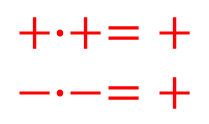 + · + = +
− · − = +